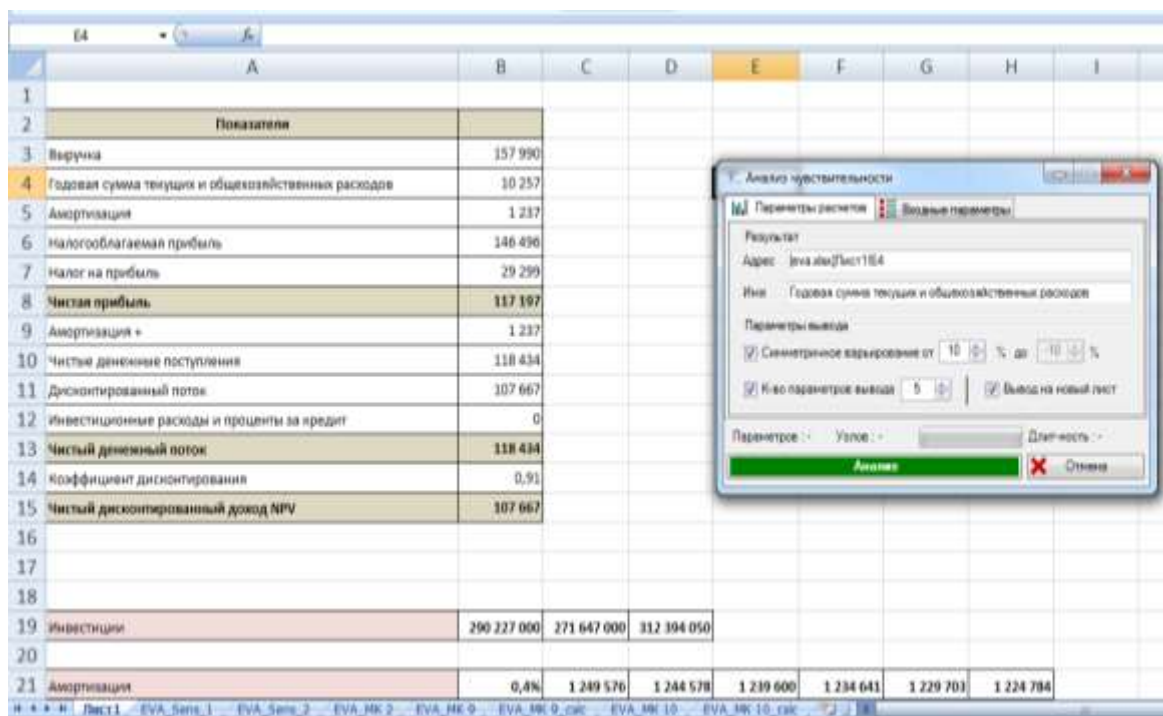 E4 fx
A B C D E F G H I
1
2 Показатели
3 Выручка 157 990
4 Годовая сумма текущих и общехозяйственных расходов 10 257
5 Амортизация 1 237
6 Налогооблагаемая прибыль 146 496
7 Налог на прибыль 29 299
8 Чистая прибыль 117 197
9 Амортизация + 1 237
10 Чистые денежные поступления 118 434
11 Дисконтированный поток 107 667
12 Инвестиционные расходы и проценты за кредит 0
13 Чистый денежный поток 118 434
14 Коэффициент дисконтирования 0,91
15 Чистый дисконтированный доход NPV 107 667
16
17
18
19 Инвестиции 290 227 000 271 647 000 312 394 050
20
21 Амортизация 0,4% 1 249 576 1 244 578 1 239 600 1 234 641 1 229 703 1 224 784
Лист1 EVA_Sens_1 EVA_Sens_2 EVA_MK 2 EVA_MK 9 EVA_MK 9_calc EVA_MK 10 EVA_MK 10_calc
Анализ чувствительности
Параметры расчетов Входные параметры
Результат
Адрес
Имя Годовая сумма текущих и общехозяйственных расходов
Параметры вывода
Симметричное варьирование от 10 % до -10 %
К-во параметров вывода 5 Вывод на новый лист
Параметров : - Узлов : - Длит-ность : -
Анализ Отмена